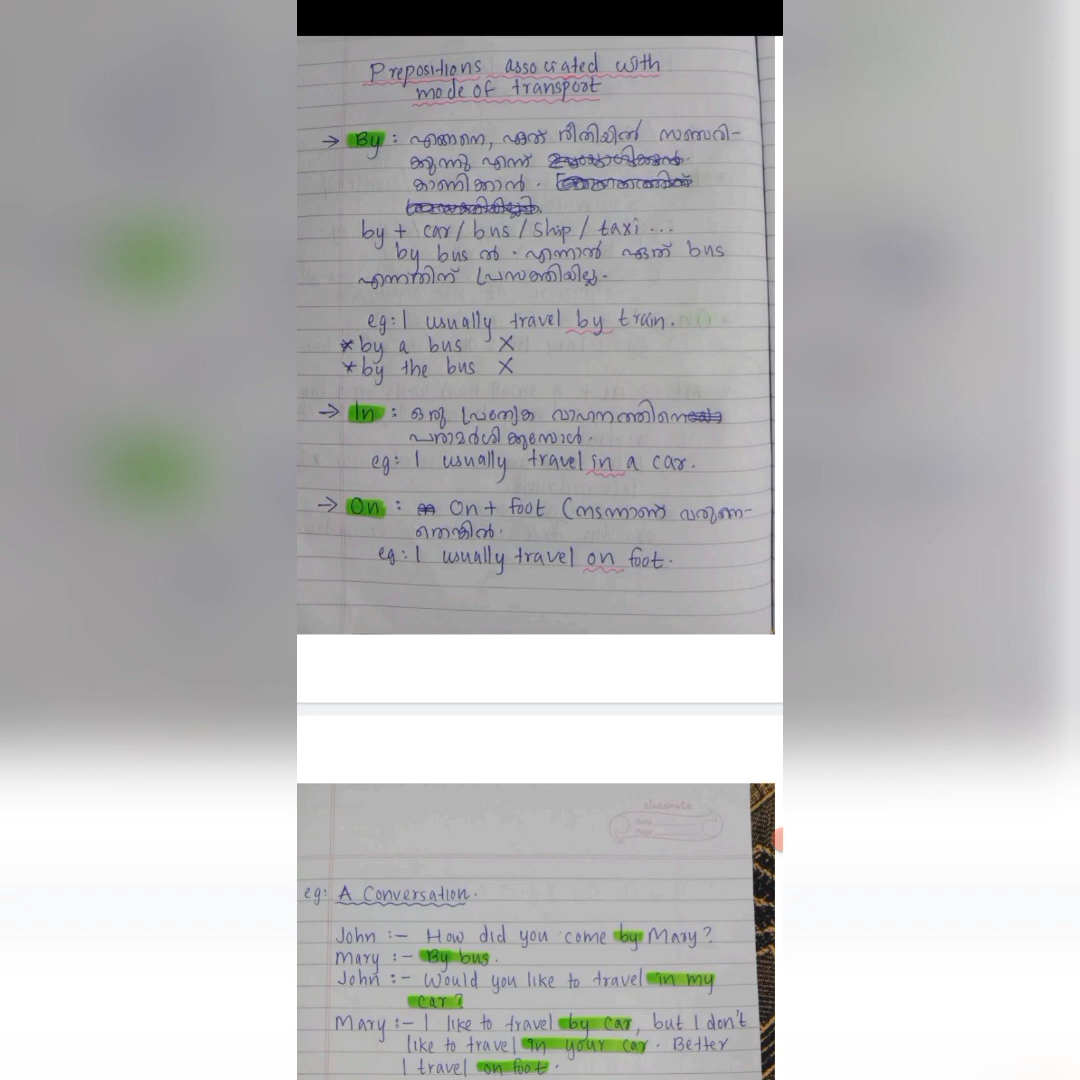 Prepositions associated with
mode of transport
→ By : എങ്ങനെ, ഏത് രീതിയിൽ സഞ്ചരി-
ക്കുന്നു എന്ന്
കാണിക്കാൻ.
by + car / bus / ship / taxi ...
by bus ൽ. എന്നാൽ ഏത് bus
എന്നതിന് പ്രസക്തിയില്ല.
eg: I usually travel by train.
* by a bus X
* by the bus X
→ In : ഒരു പ്രത്യേക വാഹനത്തിനെ
പരാമർശിക്കുമ്പോൾ.
eg: I usually travel in a car.
→ On : On + foot (നടന്നാണ് വരുന്ന-
തെങ്കിൽ.
eg: I usually travel on foot.
classmate
Date
Page
eg: A Conversation.
John :- How did you come by Mary?
Mary :- By bus.
John :- Would you like to travel in my
car?
Mary :- I like to travel by car, but I don't
like to travel in your car. Better
I travel on foot.